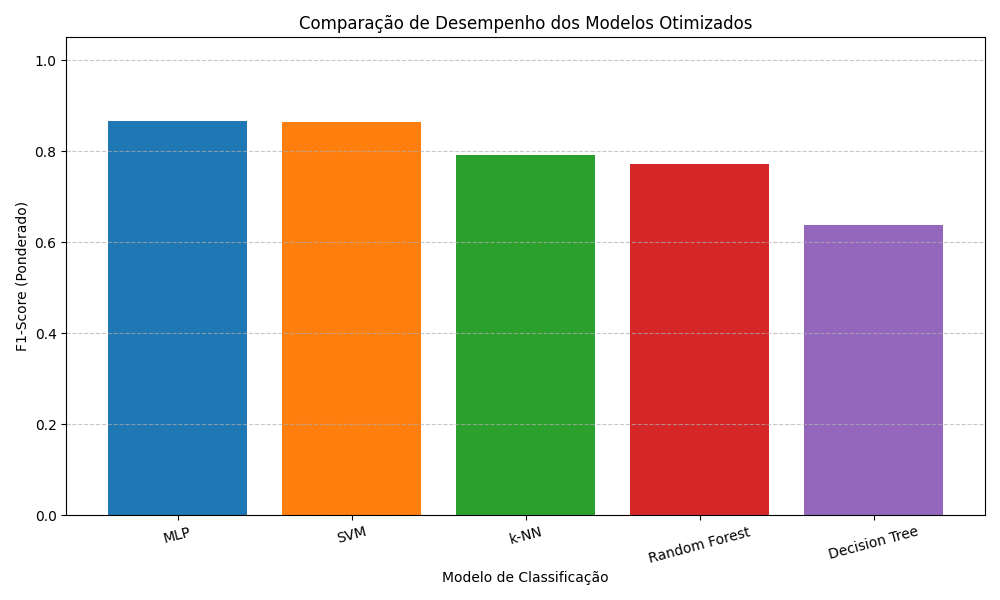 Comparação de Desempenho dos Modelos Otimizados
F1-Score (Ponderado)
1.0
0.8
0.6
0.4
0.2
0.0
MLP
SVM
k-NN
Random Forest
Decision Tree
Modelo de Classificação